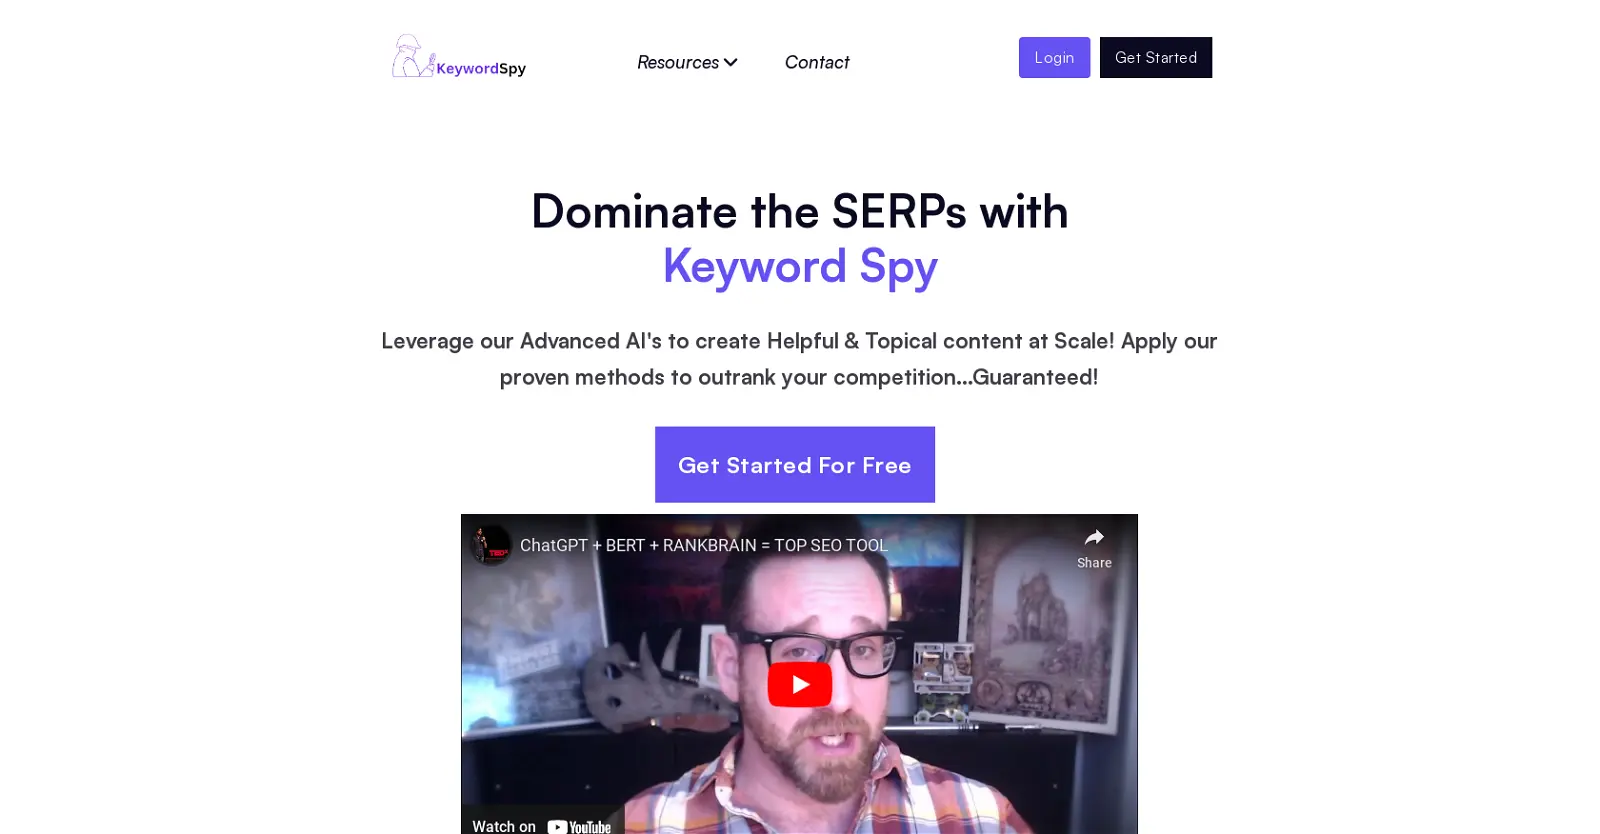 KeywordSpy
Resources
Contact
Login
Get Started
Dominate the SERPs with
Keyword Spy
Leverage our Advanced AI's to create Helpful & Topical content at Scale! Apply our
proven methods to outrank your competition...Guaranteed!
Get Started For Free
TEDx
ChatGPT + BERT + RANKBRAIN = TOP SEO TOOL
Share
Watch on YouTube